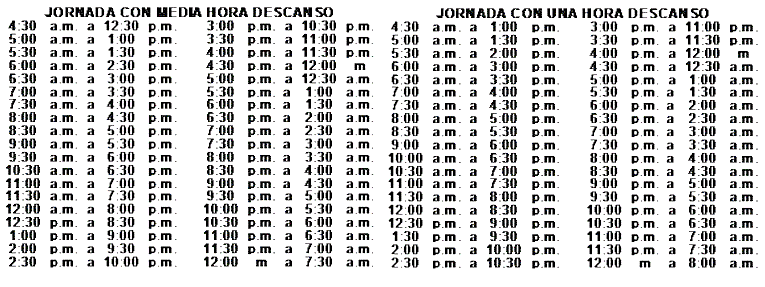 JORNADA CON MEDIA HORA DESCANSO
4:30 a.m. a 12:30 p.m. 3:00 p.m. a 10:30 p.m.
5:00 a.m. a 1:00 p.m. 3:30 p.m. a 11:00 p.m.
5:30 a.m. a 1:30 p.m. 4:00 p.m. a 11:30 p.m.
6:00 a.m. a 2:30 p.m. 4:30 p.m. a 12:00 m
6:30 a.m. a 3:00 p.m. 5:00 p.m. a 12:30 a.m.
7:00 a.m. a 3:30 p.m. 5:30 p.m. a 1:00 a.m.
7:30 a.m. a 4:00 p.m. 6:00 p.m. a 1:30 a.m.
8:00 a.m. a 4:30 p.m. 6:30 p.m. a 2:00 a.m.
8:30 a.m. a 5:00 p.m. 7:00 p.m. a 2:30 a.m.
9:00 a.m. a 5:30 p.m. 7:30 p.m. a 3:00 a.m.
9:30 a.m. a 6:00 p.m. 8:00 p.m. a 3:30 a.m.
10:30 a.m. a 6:30 p.m. 8:30 p.m. a 4:00 a.m.
11:00 a.m. a 7:00 p.m. 9:00 p.m. a 4:30 a.m.
11:30 a.m. a 7:30 p.m. 9:30 p.m. a 5:00 a.m.
12:00 a.m. a 8:00 p.m. 10:00 p.m. a 5:30 a.m.
12:30 p.m. a 8:30 p.m. 10:30 p.m. a 6:00 a.m.
1:00 p.m. a 9:00 p.m. 11:00 p.m. a 6:30 a.m.
2:00 p.m. a 9:30 p.m. 11:30 p.m. a 7:00 a.m.
2:30 p.m. a 10:00 p.m. 12:00 m a 7:30 a.m.
JORNADA CON UNA HORA DESCANSO
4:30 a.m. a 1:00 p.m. 3:00 p.m. a 11:00 p.m.
5:00 a.m. a 1:30 p.m. 3:30 p.m. a 11:30 p.m.
5:30 a.m. a 2:00 p.m. 4:00 p.m. a 12:00 m
6:00 a.m. a 3:00 p.m. 4:30 p.m. a 12:30 a.m.
6:30 a.m. a 3:30 p.m. 5:00 p.m. a 1:00 a.m.
7:00 a.m. a 4:00 p.m. 5:30 p.m. a 1:30 a.m.
7:30 a.m. a 4:30 p.m. 6:00 p.m. a 2:00 a.m.
8:00 a.m. a 5:00 p.m. 6:30 p.m. a 2:30 a.m.
8:30 a.m. a 5:30 p.m. 7:00 p.m. a 3:00 a.m.
9:00 a.m. a 6:00 p.m. 7:30 p.m. a 3:30 a.m.
10:00 a.m. a 6:30 p.m. 8:00 p.m. a 4:00 a.m.
10:30 a.m. a 7:00 p.m. 8:30 p.m. a 4:30 a.m.
11:00 a.m. a 7:30 p.m. 9:00 p.m. a 5:00 a.m.
11:30 a.m. a 8:00 p.m. 9:30 p.m. a 5:30 a.m.
12:00 a.m. a 8:30 p.m. 10:00 p.m. a 6:00 a.m.
12:30 p.m. a 9:00 p.m. 10:30 p.m. a 6:30 a.m.
1:30 p.m. a 9:30 p.m. 11:00 p.m. a 7:00 a.m.
2:00 p.m. a 10:00 p.m. 11:30 p.m. a 7:30 a.m.
2:30 p.m. a 10:30 p.m. 12:00 m a 8:00 a.m.